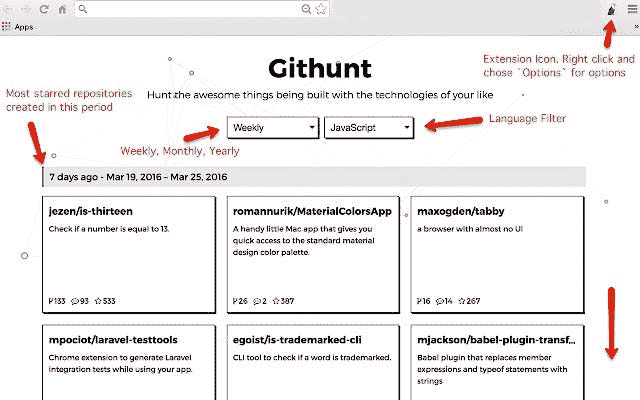 Apps
»
Extension Icon. Right click and
chose `Options` for options
Githunt
Hunt the awesome things being built with the technologies of your like
Most starred repositories
created in this period
Weekly
JavaScript
Language Filter
Weekly, Monthly, Yearly
7 days ago - Mar 19, 2016 – Mar 25, 2016
jezen/is-thirteen
Check if a number is equal to 13.
133 93 533
romannurik/MaterialColorsApp
A handy little Mac app that gives you
quick access to the standard material
design color palette.
26 2 387
maxogden/tabby
a browser with almost no UI
16 14 267
mpociot/laravel-testtools
Chrome extension to generate Laravel
integration tests while using your app.
egoist/is-trademarked-cli
CLI tool to check if a word is trademarked.
mjackson/babel-plugin-transf...
Babel plugin that replaces member
expressions and typeof statements with
strings